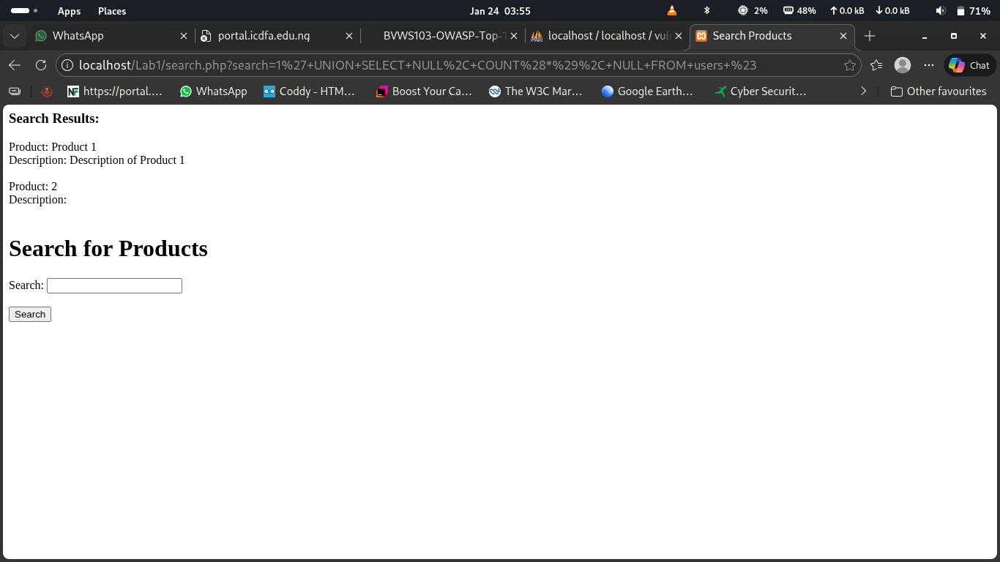 Apps Places Jan 24 03:55 2% 48% 0.0 kB 0.0 kB 71%
WhatsApp portal.icdfa.edu.ng BVWS103-OWASP-Top-1 localhost / localhost / vuln Search Products
localhost/Lab1/search.php?search=1%27+UNION+SELECT+NULL%2C+COUNT%28*%29%2C+NULL+FROM+users+%23 Chat
https://portal.... WhatsApp Coddy - HTM... Boost Your Ca... The W3C Mar... Google Earth... Cyber Securit... Other favourites
Search Results:
Product: Product 1
Description: Description of Product 1
Product: 2
Description:
Search for Products
Search:
Search